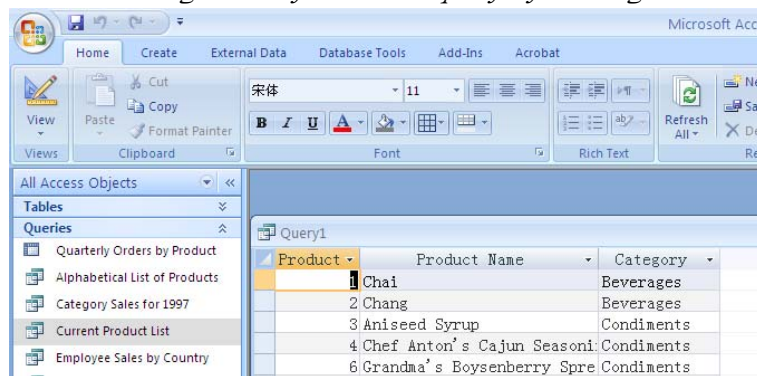 Microsoft Acc
Home Create External Data Database Tools Add-Ins Acrobat
Cut
Copy
Format Painter
View Paste
宋体 11
B I U A
ab
Refresh All
Views Clipboard Font Rich Text Re
All Access Objects
Tables
Queries
Quarterly Orders by Product
Alphabetical List of Products
Category Sales for 1997
Current Product List
Employee Sales by Country
Query1
Product Product Name Category
1 Chai Beverages
2 Chang Beverages
3 Aniseed Syrup Condiments
4 Chef Anton's Cajun Seasoni Condiments
6 Grandma's Boysenberry Spre Condiments